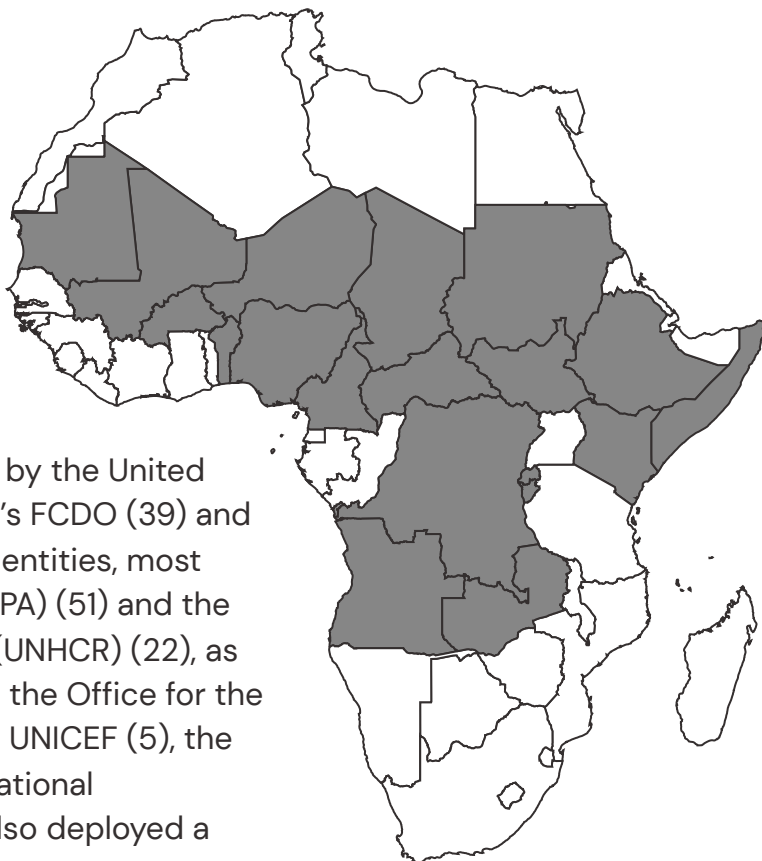 by the United
's FCDO (39) and
entities, most
PA) (51) and the
(UNHCR) (22), as
the Office for the
UNICEF (5), the
ational
lso deployed a